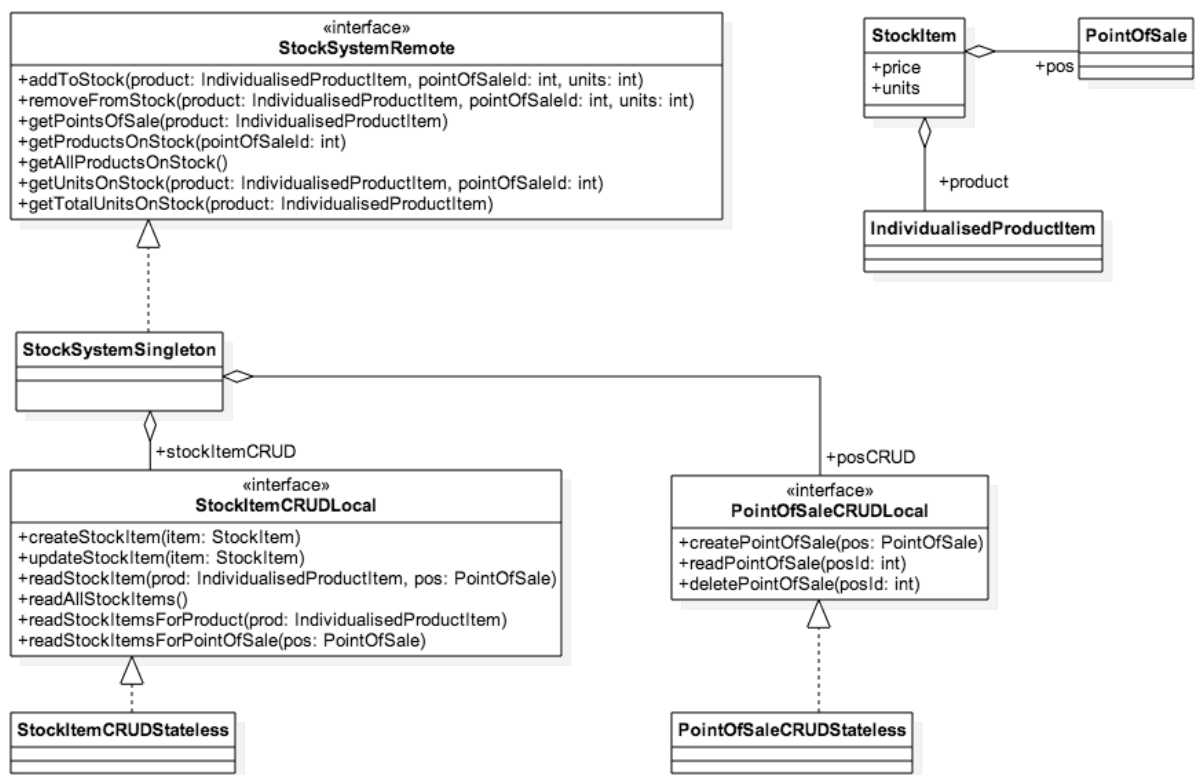 «interface»
StockSystemRemote
+addToStock(product: IndividualisedProductItem, pointOfSaleId: int, units: int)
+removeFromStock(product: IndividualisedProductItem, pointOfSaleId: int, units: int)
+getPointsOfSale(product: IndividualisedProductItem)
+getProductsOnStock(pointOfSaleId: int)
+getAllProductsOnStock()
+getUnitsOnStock(product: IndividualisedProductItem, pointOfSaleId: int)
+getTotalUnitsOnStock(product: IndividualisedProductItem)
StockItem
+price
+units
PointOfSale
+pos
+product
IndividualisedProductItem
StockSystemSingleton
+stockItemCRUD
+posCRUD
«interface»
StockItemCRUDLocal
+createStockItem(item: StockItem)
+updateStockItem(item: StockItem)
+readStockItem(prod: IndividualisedProductItem, pos: PointOfSale)
+readAllStockItems()
+readStockItemsForProduct(prod: IndividualisedProductItem)
+readStockItemsForPointOfSale(pos: PointOfSale)
«interface»
PointOfSaleCRUDLocal
+createPointOfSale(pos: PointOfSale)
+readPointOfSale(posId: int)
+deletePointOfSale(posId: int)
StockItemCRUDStateless
PointOfSaleCRUDStateless